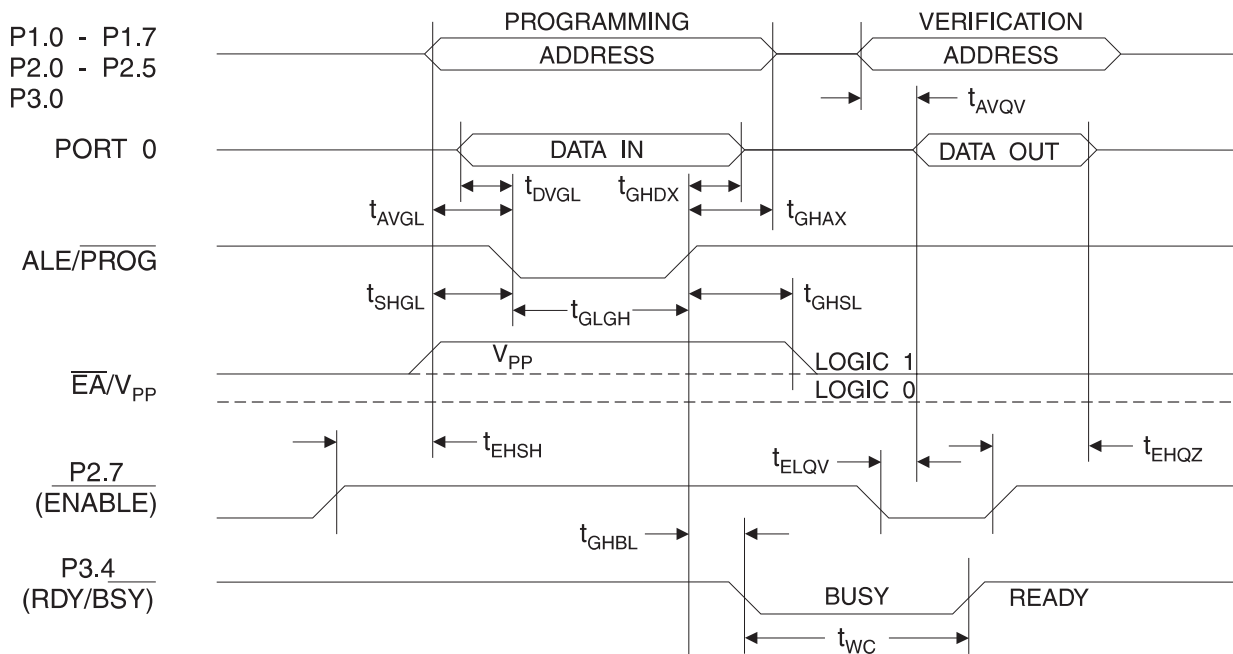 PROGRAMMING VERIFICATION
P1.0 - P1.7
P2.0 - P2.5
P3.0
ADDRESS ADDRESS
tAVQV
PORT 0 DATA IN DATA OUT
tDVGL tGHDX
tAVGL tGHAX
ALE/PROG
tSHGL tGLGH tGHSL
VPP LOGIC 1
EA/VPP LOGIC 0
tEHSH tELQV tEHQZ
P2.7
(ENABLE)
tGHBL
P3.4
(RDY/BSY) BUSY READY
tWC